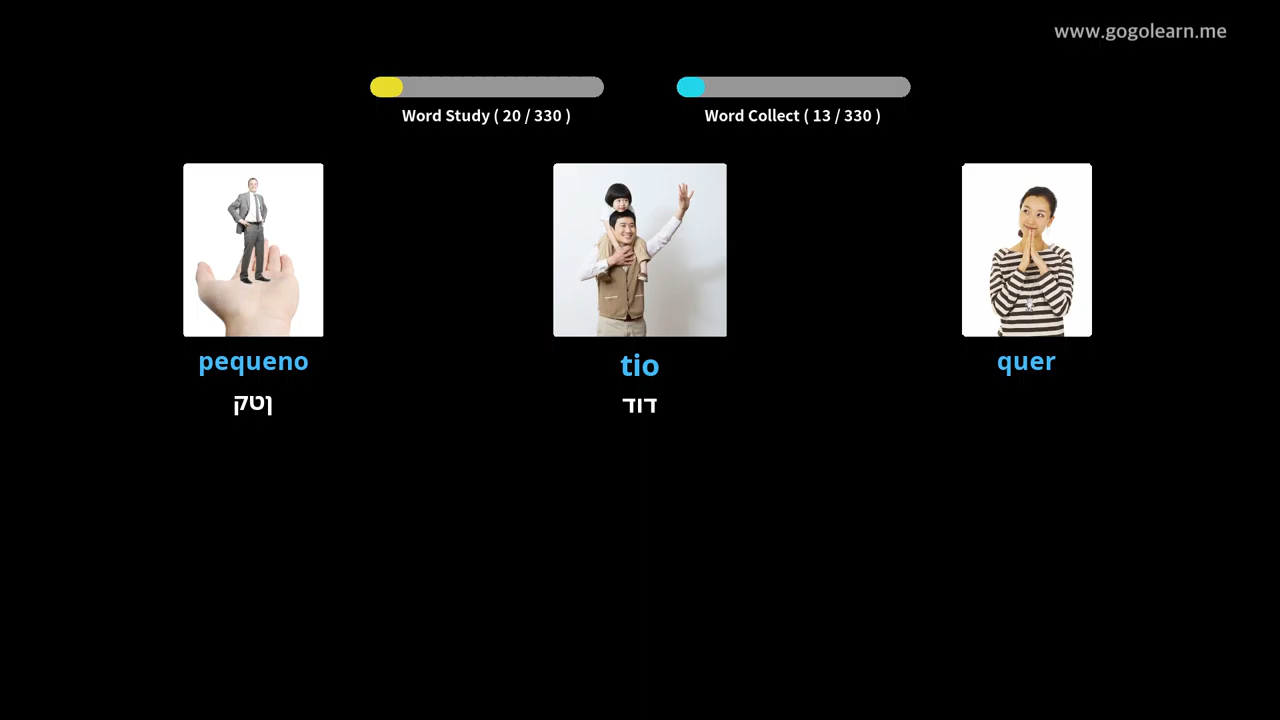 www.gogolearn.me
Word Study ( 20 / 330 )
Word Collect ( 13 / 330 )
pequeno
tio
quer
קטן
דוד